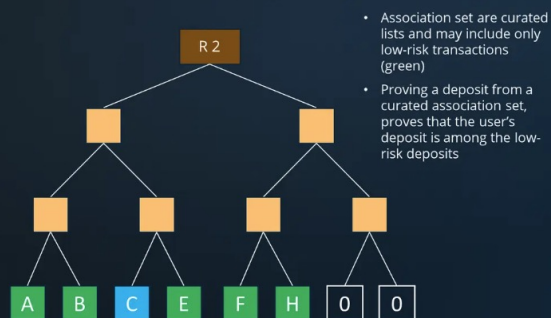 • Association set are curated
lists and may include only
low-risk transactions
(green)
• Proving a deposit from a
curated association set,
proves that the user's
deposit is among the low-
risk deposits
R 2
A B C E F H 0 0